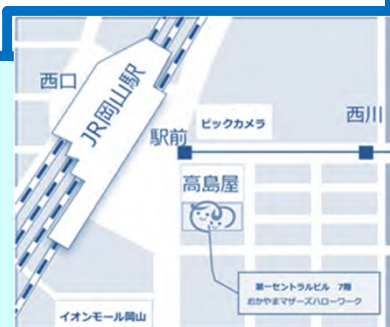 西口
JR岡山駅
ビックカメラ
駅前
西川
高島屋
第一セントラルビル 7階
おかやまマザーズハローワーク
イオンモール岡山